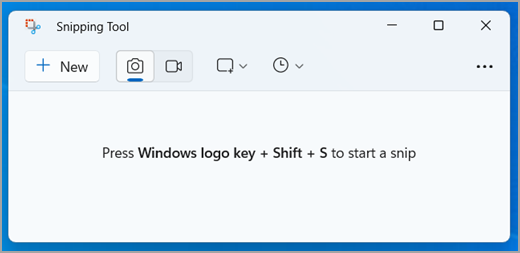 Snipping Tool
New
Press Windows logo key + Shift + S to start a snip